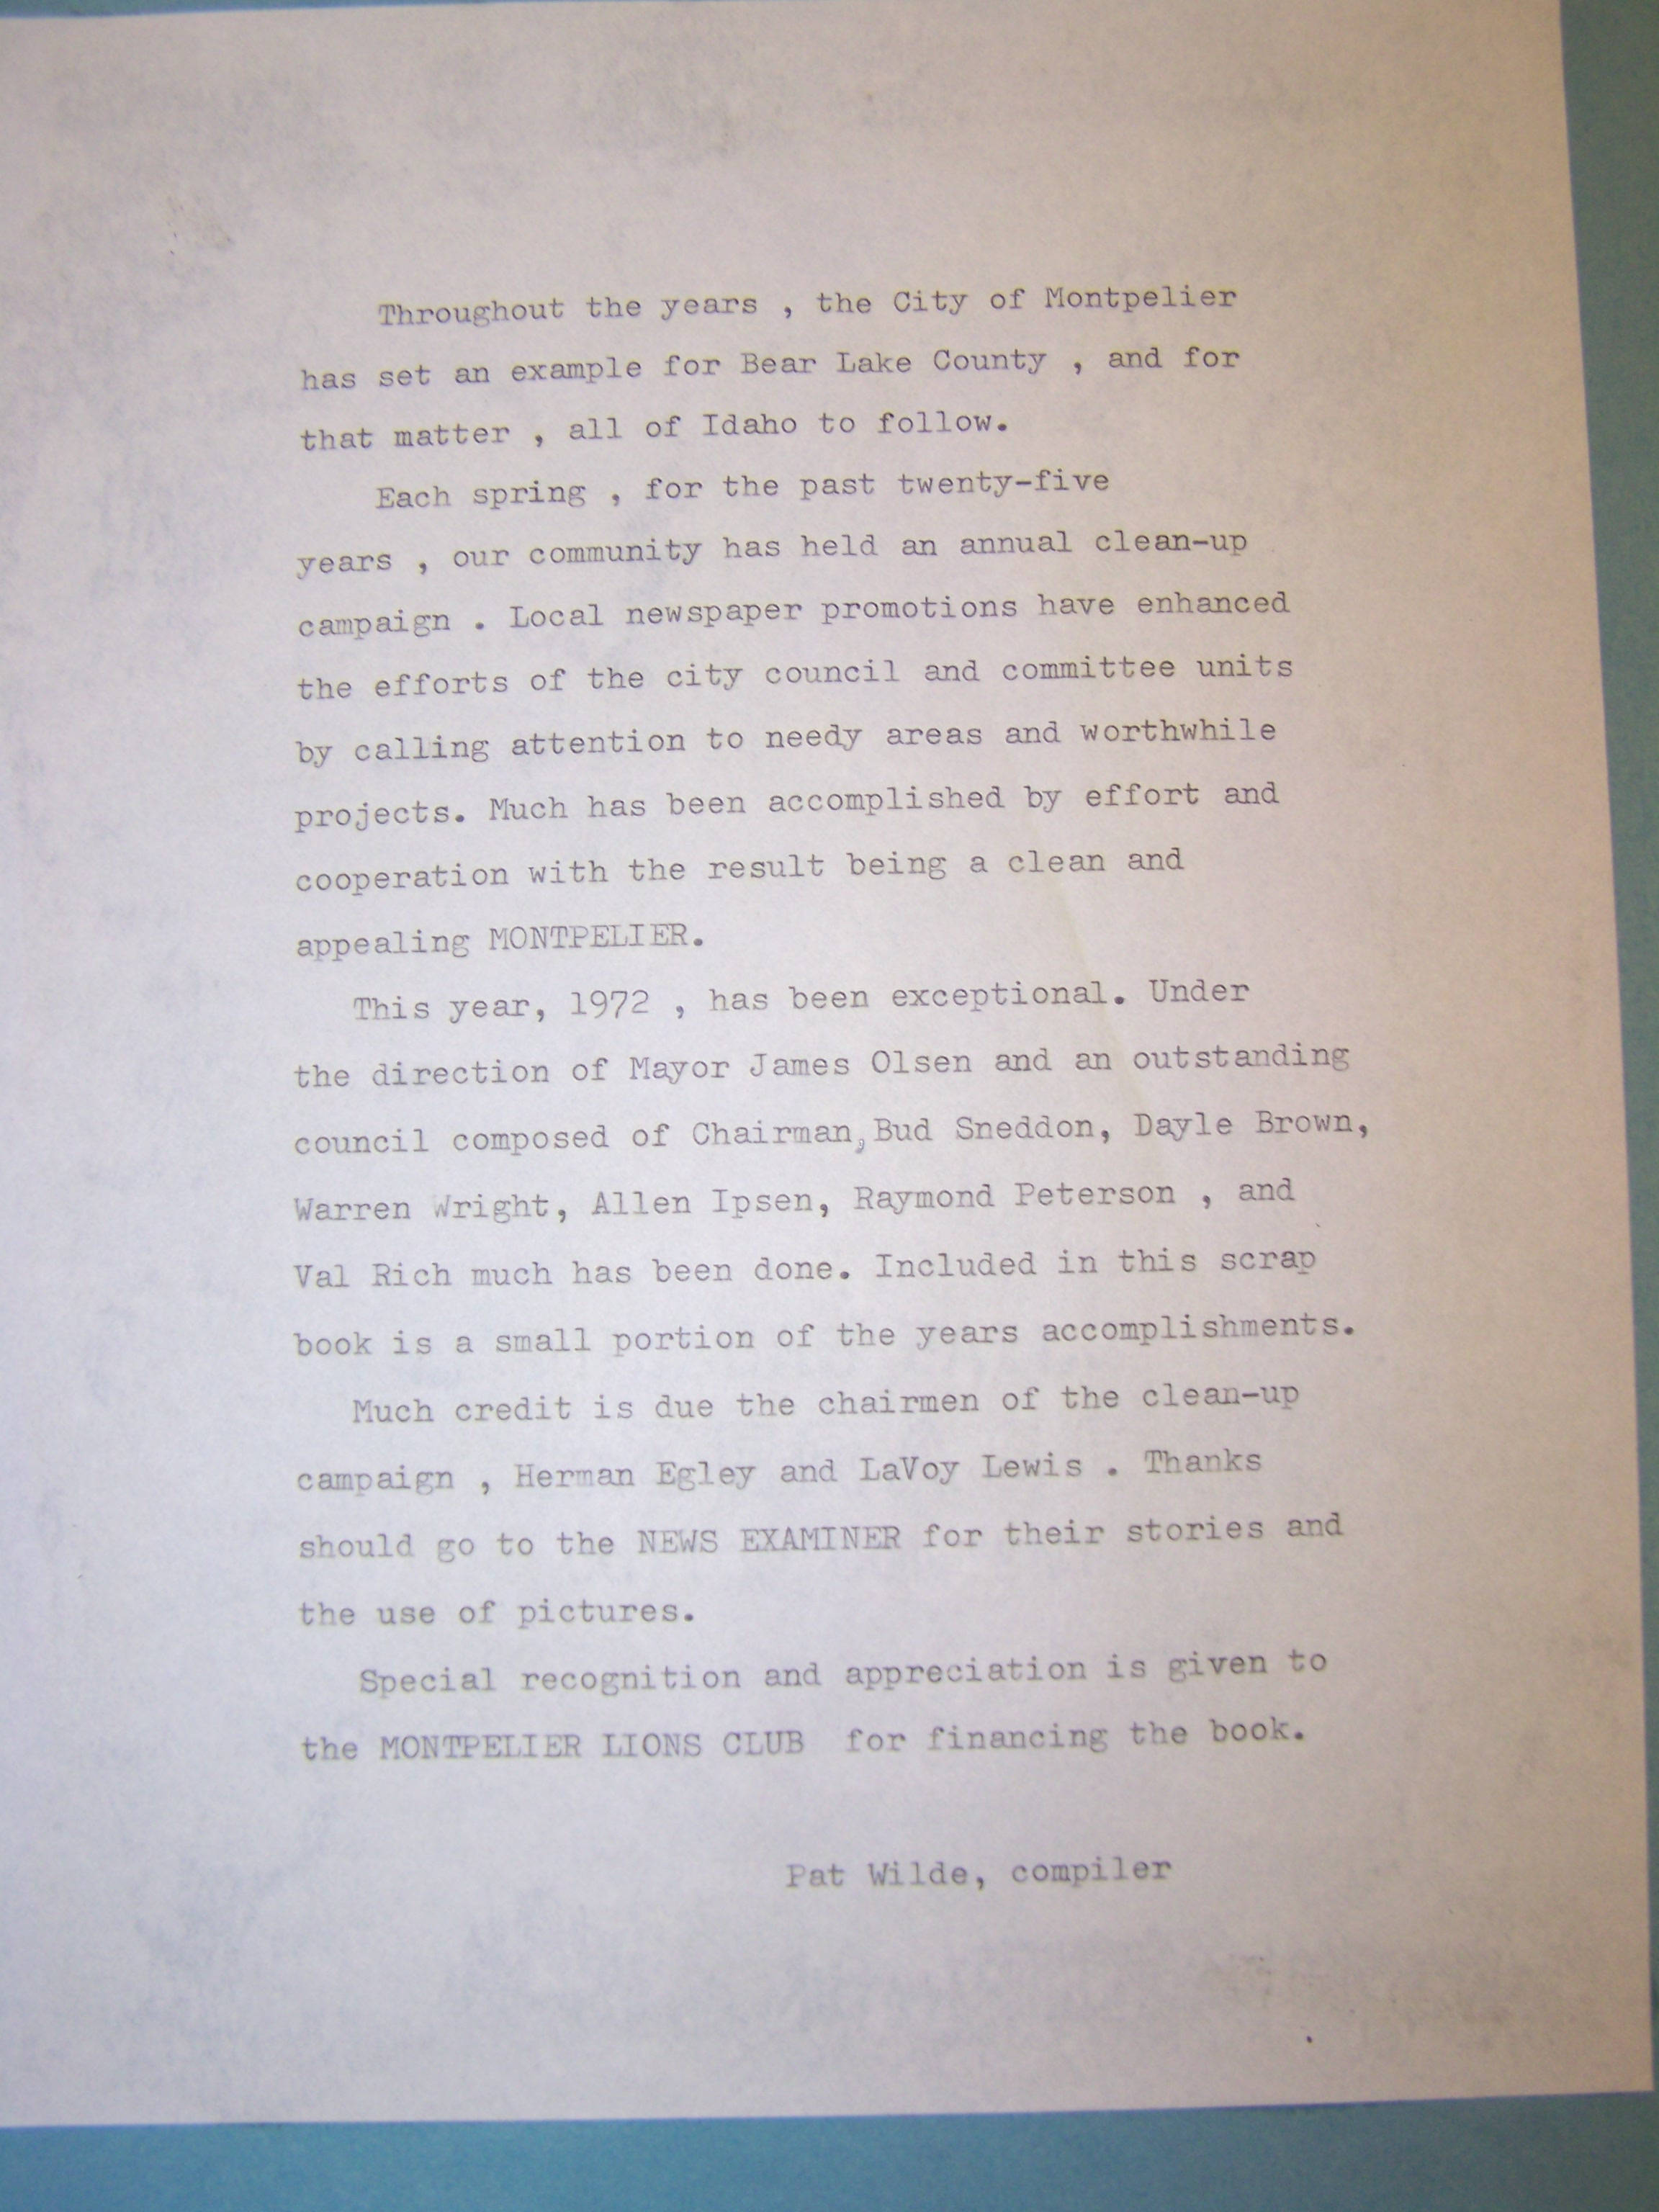 Throughout the years , the City of Montpelier
has set an example for Bear Lake County , and for
that matter , all of Idaho to follow.
Each spring , for the past twenty-five
years , our community has held an annual clean-up
campaign . Local newspaper promotions have enhanced
the efforts of the city council and committee units
by calling attention to needy areas and worthwhile
projects. Much has been accomplished by effort and
cooperation with the result being a clean and
appealing MONTPELIER.
This year, 1972 , has been exceptional. Under
the direction of Mayor James Olsen and an outstanding
council composed of Chairman, Bud Sneddon, Dayle Brown,
Warren Wright, Allen Ipsen, Raymond Peterson , and
Val Rich much has been done. Included in this scrap
book is a small portion of the years accomplishments.
Much credit is due the chairmen of the clean-up
campaign , Herman Egley and LaVoy Lewis . Thanks
should go to the NEWS EXAMINER for their stories and
the use of pictures.
Special recognition and appreciation is given to
the MONTPELIER LIONS CLUB  for financing the book.
Pat Wilde, compiler